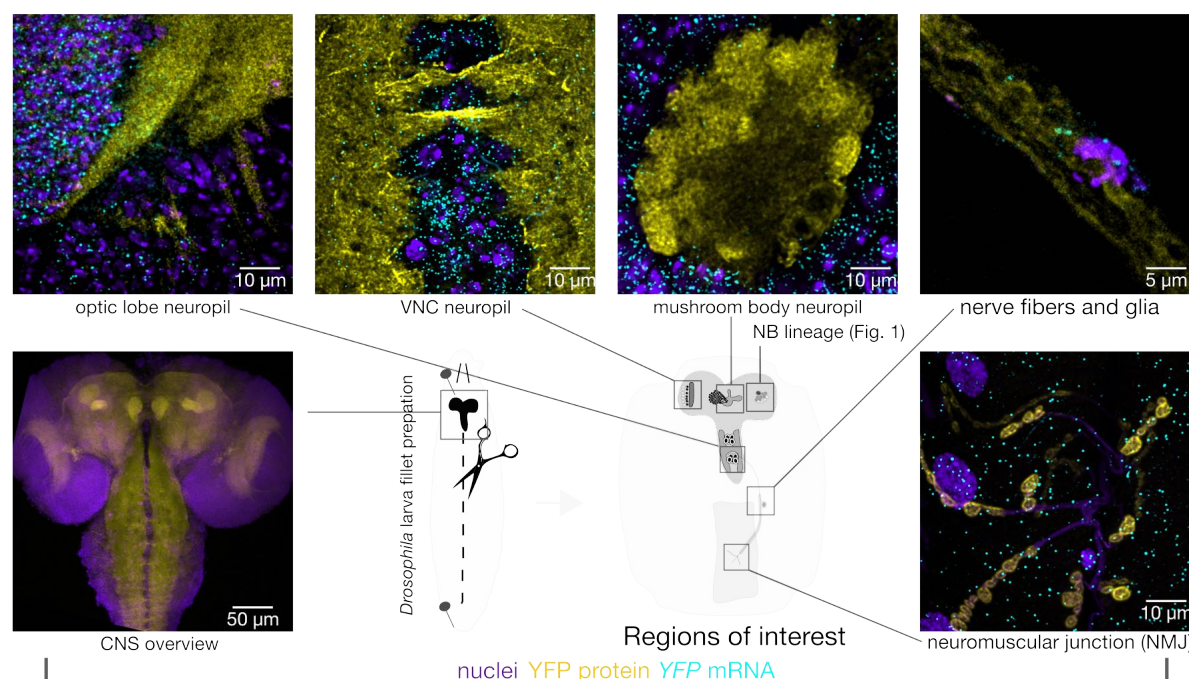 10 µm
10 µm
10 µm
5 µm
optic lobe neuropil
VNC neuropil
mushroom body neuropil
nerve fibers and glia
NB lineage (Fig. 1)
Drosophila larva fillet prepation
50 µm
10 µm
CNS overview
Regions of interest
neuromuscular junction (NMJ)
nuclei YFP protein YFP mRNA